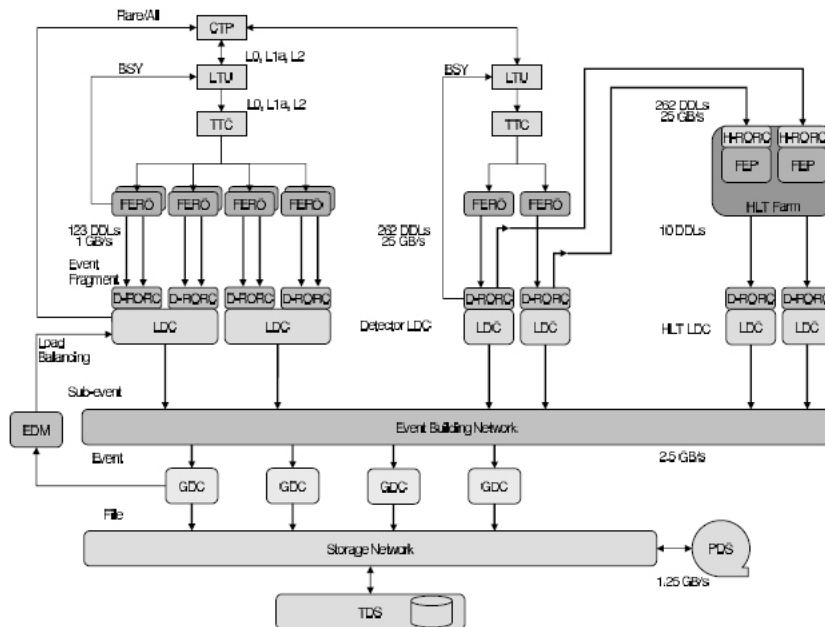 Rare/All
CTP
L0, L1a, L2
BSY
LTU
BSY
LTU
L0, L1a, L2
TTC
TTC
262 DDLs
25 GB/s
H-RORC
H-RORC
FEP
FEP
HLT Farm
FERO
FERO
FERO
FERO
FERO
FERO
123 DDLs
1 GB/s
262 DDLs
25 GB/s
10 DDLs
Event
Fragment
D-RORC
D-RORC
D-RORC
D-RORC
D-RORC
D-RORC
D-RORC
D-RORC
LDC
LDC
Detector LDC
LDC
LDC
HLT LDC
LDC
LDC
Load
Ballancing
Sub-event
EDM
Event Building Network
Event
2.5 GB/s
GDC
GDC
GDC
GDC
File
Storage Network
PDS
1.25 GB/s
TDS